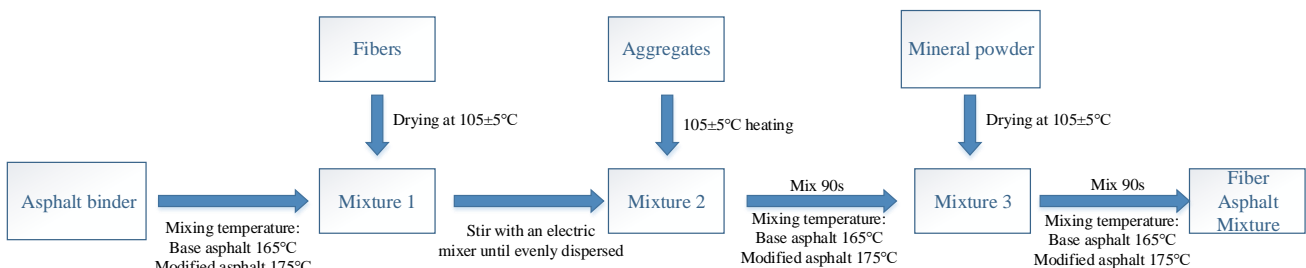 Fibers
Aggregates
Mineral powder
Drying at 105±5°C
105±5°C heating
Drying at 105±5°C
Asphalt binder
Mixture 1
Mixture 2
Mix 90s
Mixture 3
Mix 90s
Fiber
Asphalt
Mixture
Mixing temperature:
Base asphalt 165°C
Modified asphalt 175°C
Stir with an electric
mixer until evenly dispersed
Mixing temperature:
Base asphalt 165°C
Modified asphalt 175°C
Mixing temperature:
Base asphalt 165°C
Modified asphalt 175°C